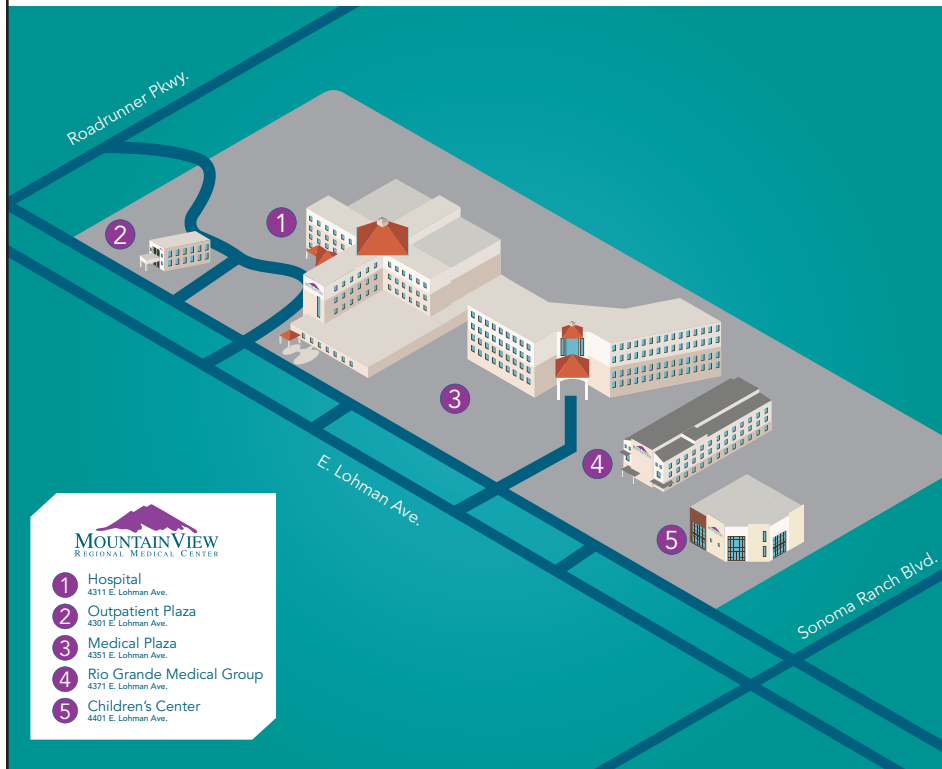 Roadrunner Pkwy.
2
1
3
4
E. Lohman Ave.
5
Sonoma Ranch Blvd.
MOUNTAINVIEW
REGIONAL MEDICAL CENTER
1 Hospital
4311 E. Lohman Ave.
2 Outpatient Plaza
4301 E. Lohman Ave.
3 Medical Plaza
4351 E. Lohman Ave.
4 Rio Grande Medical Group
4371 E. Lohman Ave.
5 Children's Center
4401 E. Lohman Ave.